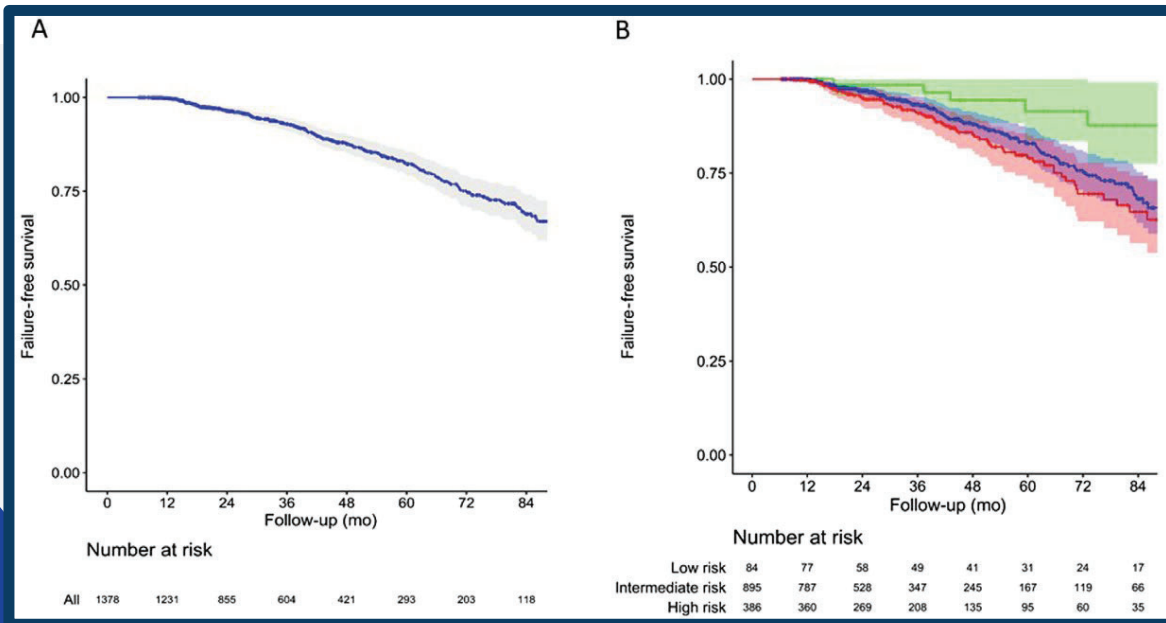 A
1.00
0.75
0.50
0.25
0.00
Failure-free survival
0 12 24 36 48 60 72 84
Follow-up (mo)
Number at risk
All 1378 1231 855 604 421 293 203 118
B
1.00
0.75
0.50
0.25
0.00
Failure-free survival
0 12 24 36 48 60 72 84
Follow-up (mo)
Number at risk
Low risk 84 77 58 49 41 31 24 17
Intermediate risk 895 787 528 347 245 167 119 66
High risk 386 360 269 208 135 95 60 35